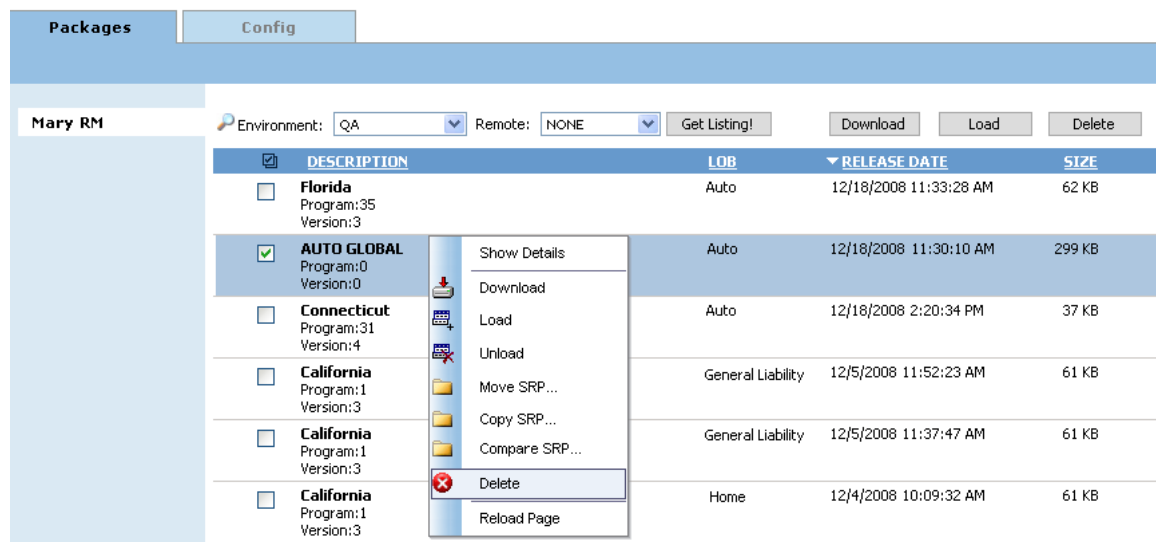 Packages Config
Mary RM
Environment: QA Remote: NONE Get Listing! Download Load Delete
DESCRIPTION LOB RELEASE DATE SIZE
Florida Auto 12/18/2008 11:33:28 AM 62 KB
Program:35
Version:3
AUTO GLOBAL Auto 12/18/2008 11:30:10 AM 299 KB
Program:0
Version:0
Connecticut Auto 12/18/2008 2:20:34 PM 37 KB
Program:31
Version:4
California General Liability 12/5/2008 11:52:23 AM 61 KB
Program:1
Version:3
California General Liability 12/5/2008 11:37:47 AM 61 KB
Program:1
Version:3
California Home 12/4/2008 10:09:32 AM 61 KB
Program:1
Version:3
Show Details
Download
Load
Unload
Move SRP...
Copy SRP...
Compare SRP...
Delete
Reload Page